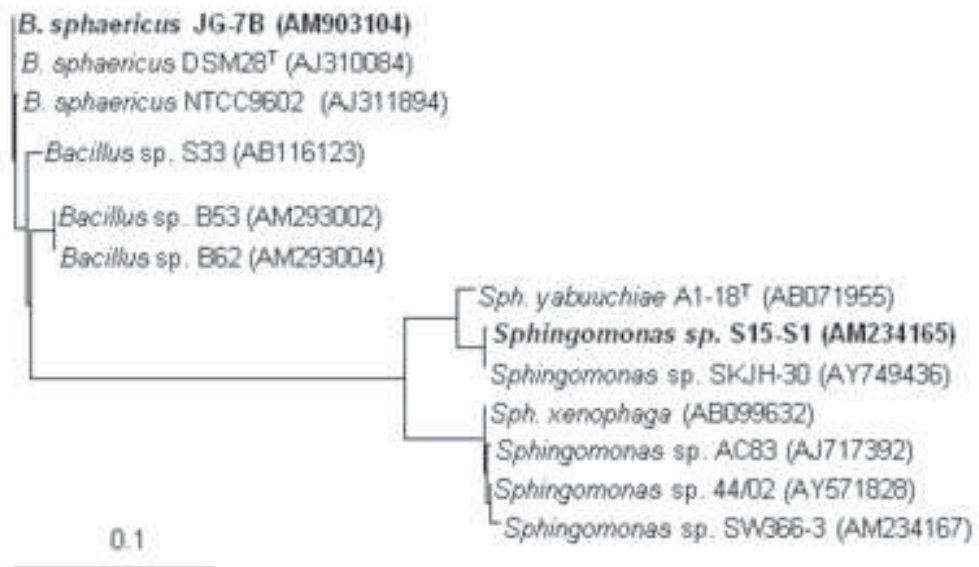 B. sphaericus JG-7B (AM903104)
B. sphaericus DSM28ᵀ (AJ310084)
B. sphaericus NTCC9602 (AJ311894)
Bacillus sp. S33 (AB116123)
Bacillus sp. B53 (AM293002)
Bacillus sp. B62 (AM293004)
Sph. yabuuchiae A1-18ᵀ (AB071955)
Sphingomonas sp. S15-S1 (AM234165)
Sphingomonas sp. SKJH-30 (AY749436)
Sph. xenophaga (AB099632)
Sphingomonas sp. AC83 (AJ717392)
Sphingomonas sp. 44/02 (AY571828)
Sphingomonas sp. SW366-3 (AM234167)
0.1